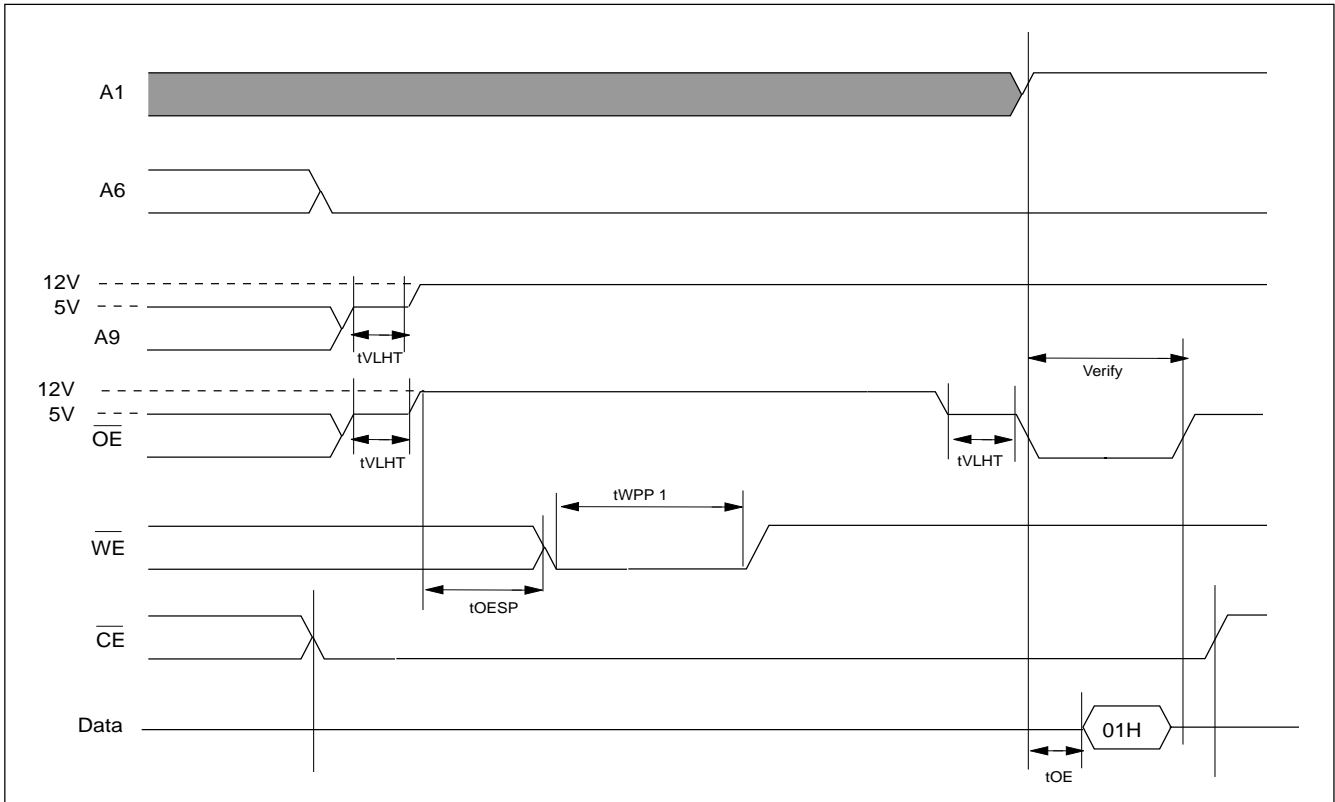 A1
A6
12V
5V
A9
tVLHT
Verify
12V
5V
OE
tVLHT
tVLHT
tWPP 1
WE
tOESP
CE
Data
01H
tOE